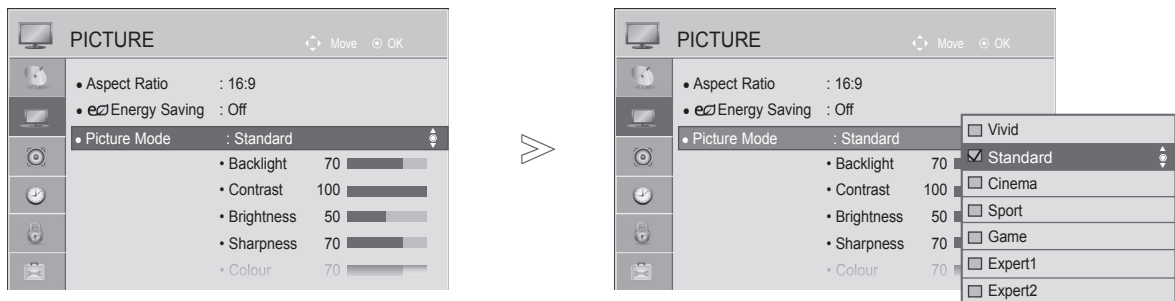 PICTURE
Move
OK
• Aspect Ratio : 16:9
• Energy Saving : Off
• Picture Mode : Standard
• Backlight 70
• Contrast 100
• Brightness 50
• Sharpness 70
• Colour 70
>
PICTURE
Move
OK
• Aspect Ratio : 16:9
• Energy Saving : Off
• Picture Mode : Standard
• Backlight 70
• Contrast 100
• Brightness 50
• Sharpness 70
• Colour 70
Vivid
Standard
Cinema
Sport
Game
Expert1
Expert2